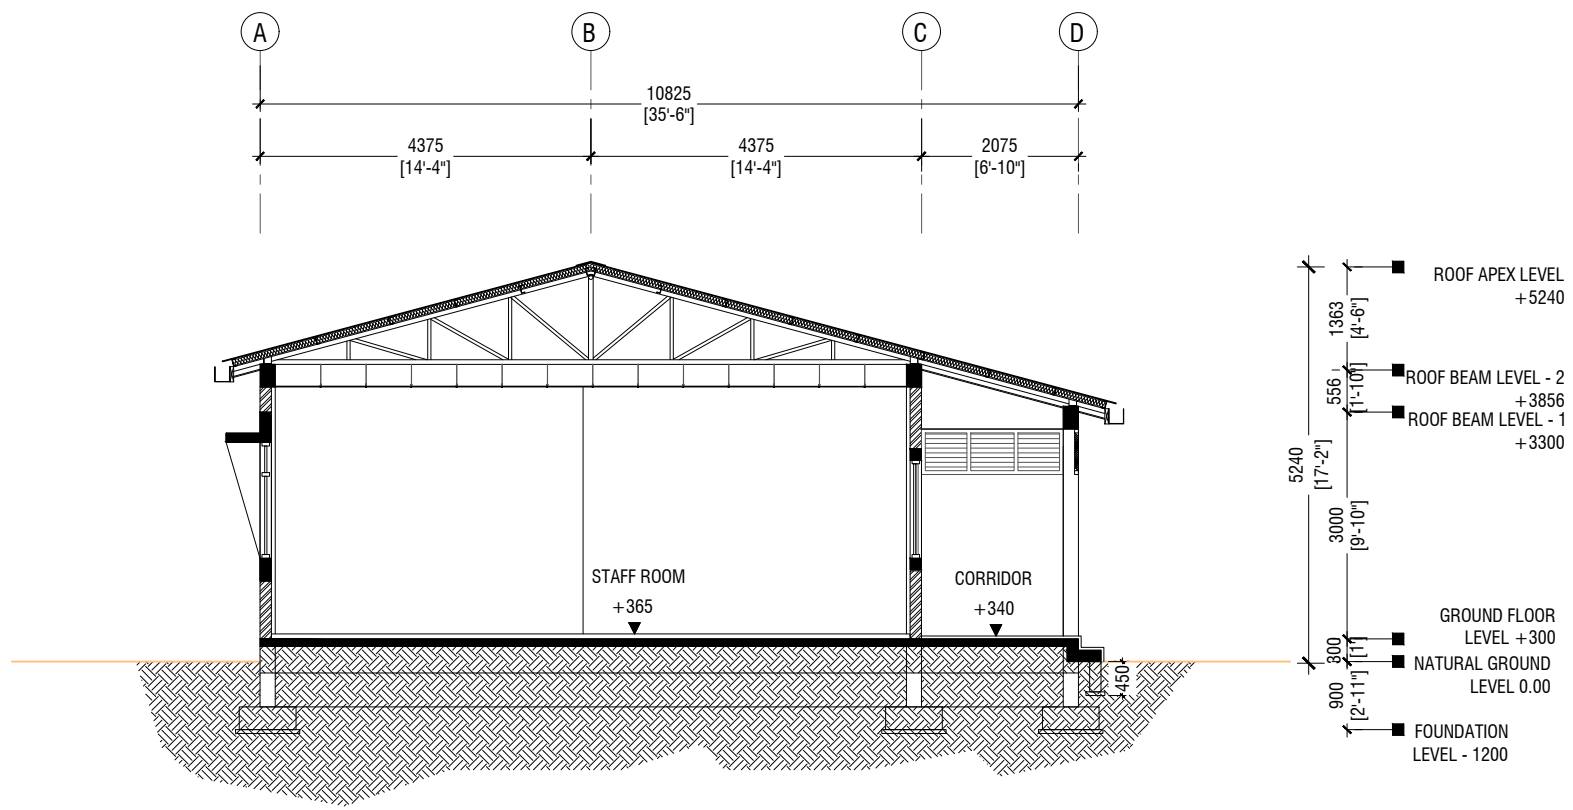 A B C D
10825
[35'-6"]
4375 4375 2075
[14'-4"] [14'-4"] [6'-10"]
ROOF APEX LEVEL
+5240
1363
[4'-6"]
ROOF BEAM LEVEL - 2
+3856
556
[1'-10"]
ROOF BEAM LEVEL - 1
+3300
5240
[17'-2"]
3000
[9'-10"]
STAFF ROOM
+365
CORRIDOR
+340
GROUND FLOOR
LEVEL +300
300
[1']
NATURAL GROUND
LEVEL 0.00
450
900
[2'-11"]
FOUNDATION
LEVEL - 1200